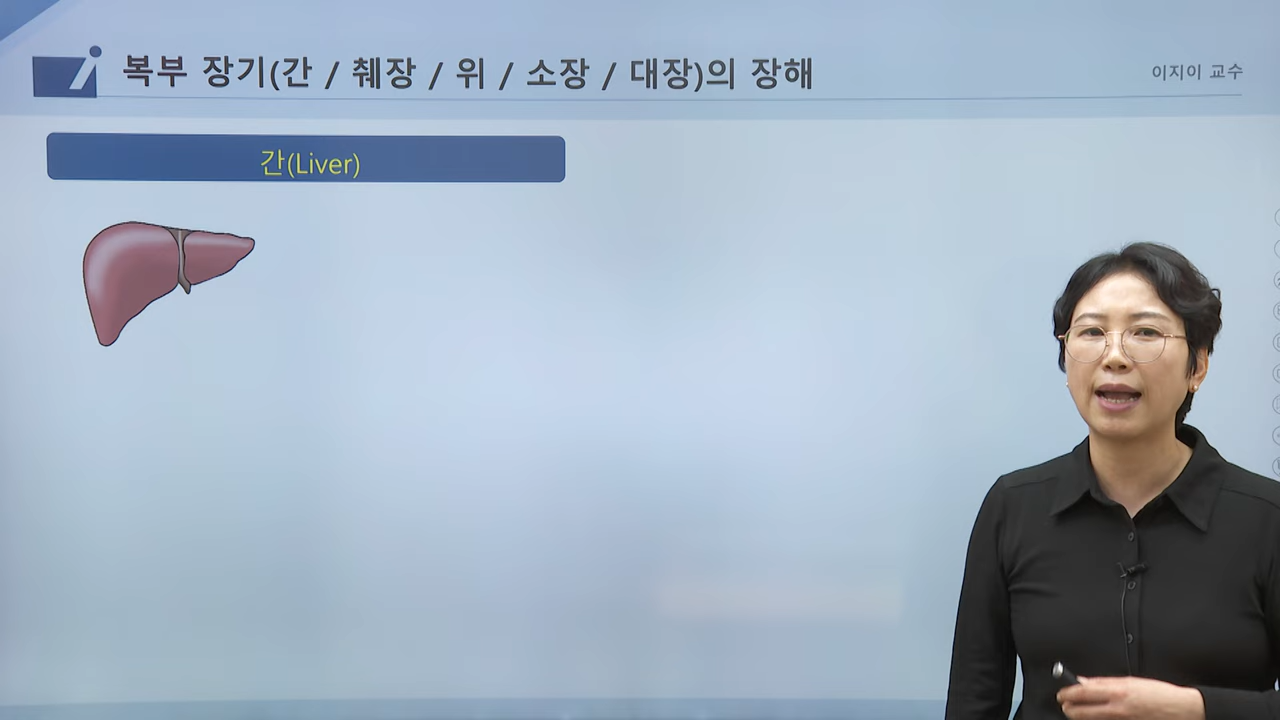 복부 장기(간 / 췌장 / 위 / 소장 / 대장)의 장해
이지이 교수
간(Liver)